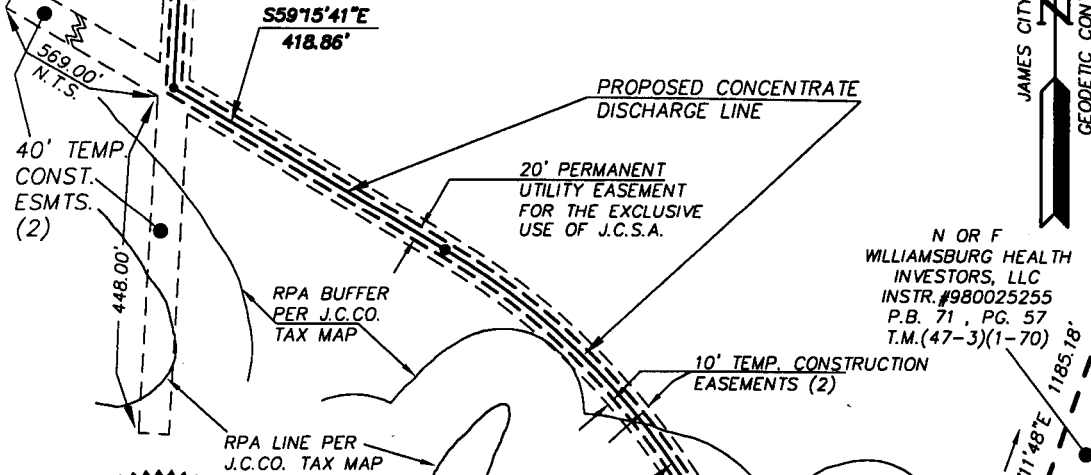 S59°15'41"E
418.86'
569.00'
N.T.S.
40' TEMP.
CONST.
ESMTS.
(2)
448.00'
PROPOSED CONCENTRATE
DISCHARGE LINE
20' PERMANENT
UTILITY EASEMENT
FOR THE EXCLUSIVE
USE OF J.C.S.A.
RPA BUFFER
PER J.C.CO.
TAX MAP
RPA LINE PER
J.C.CO. TAX MAP
10' TEMP. CONSTRUCTION
EASEMENTS (2)
N OR F
WILLIAMSBURG HEALTH
INVESTORS, LLC
INSTR.#980025255
P.B. 71 , PG. 57
T.M.(47-3)(1-70)
JAMES CITY
GEODETIC CON
N
11'48"E 1185.18'